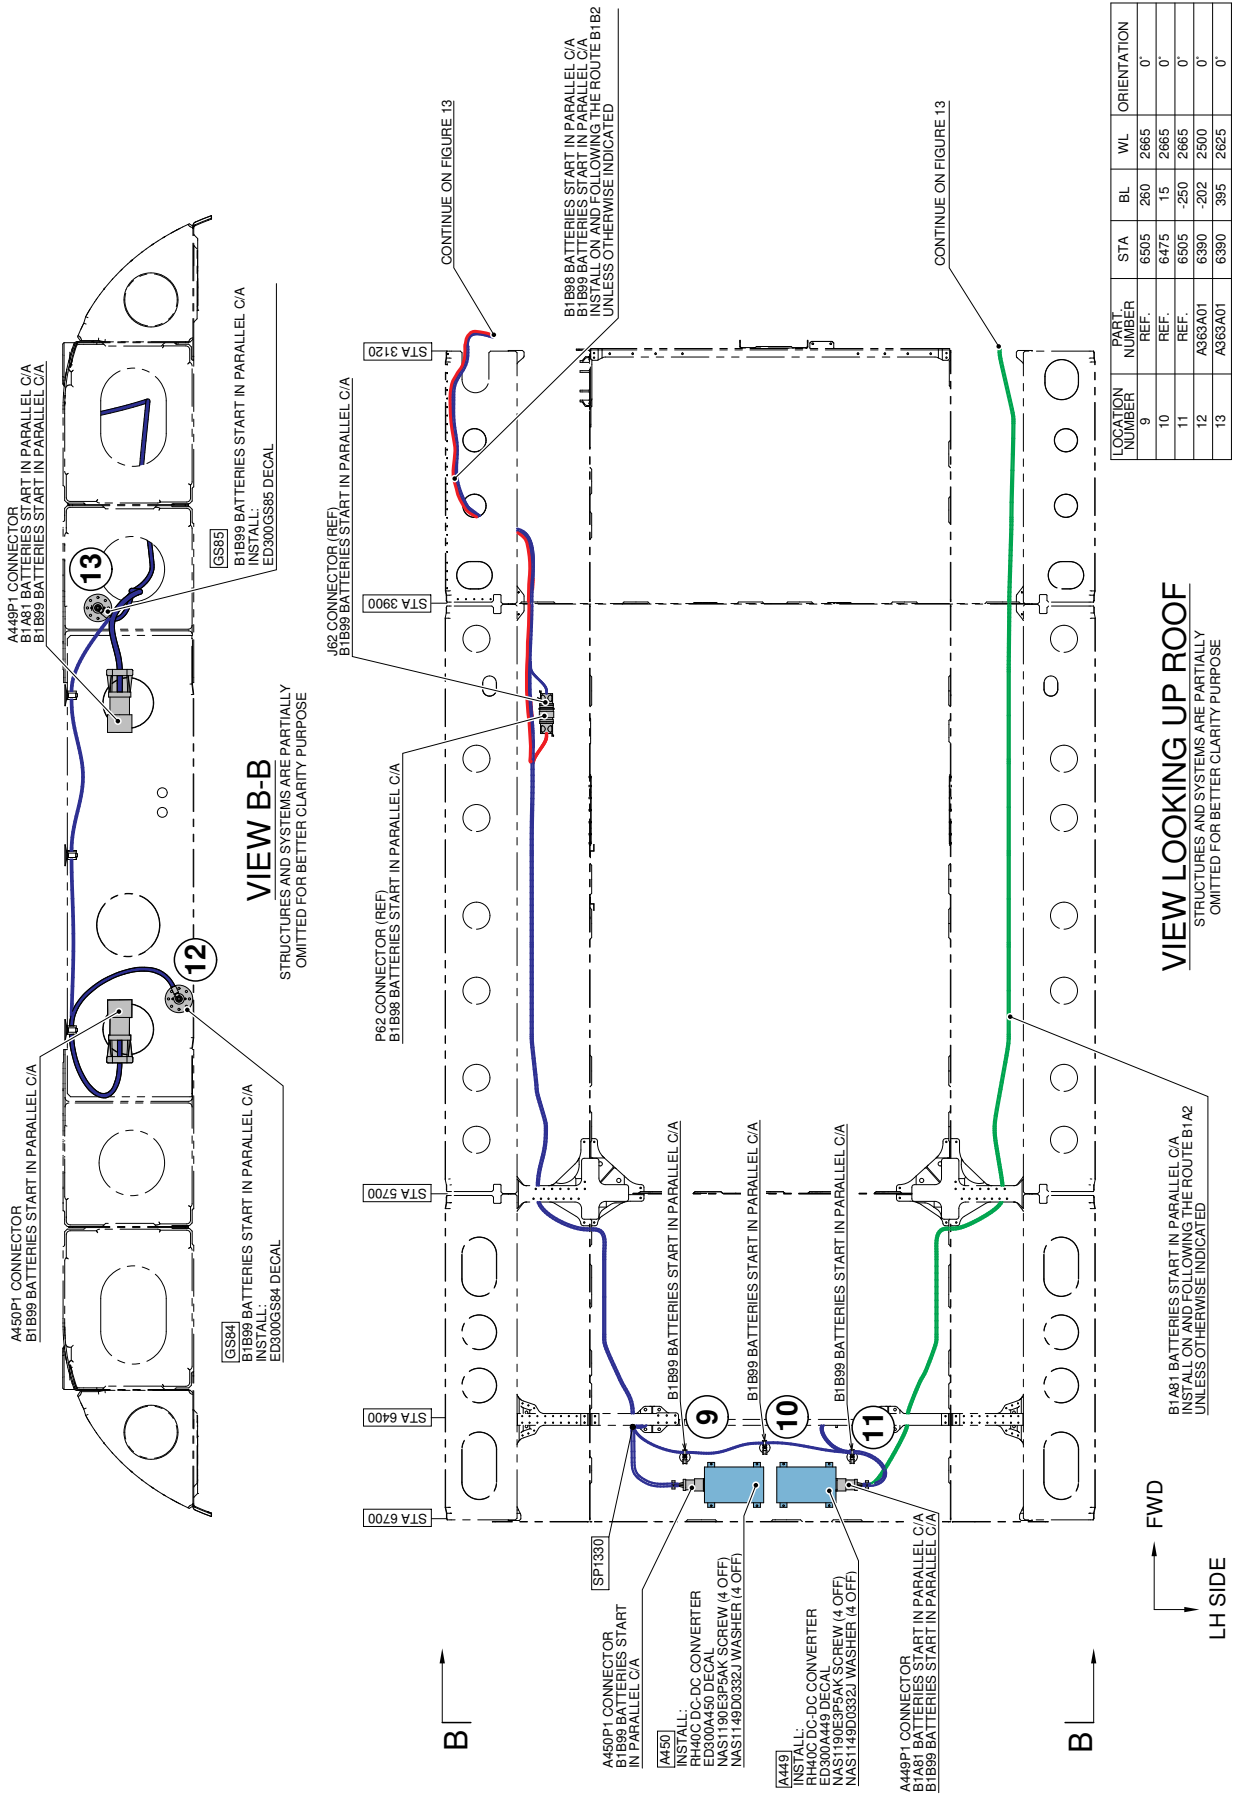 A449P1 CONNECTOR
B1A81 BATTERIES START IN PARALLEL C/A
B1B99 BATTERIES START IN PARALLEL C/A
13
GS85
B1B99 BATTERIES START IN PARALLEL C/A
INSTALL:
ED300GS85 DECAL
A450P1 CONNECTOR
B1B99 BATTERIES START IN PARALLEL C/A
12
GS84
B1B99 BATTERIES START IN PARALLEL C/A
INSTALL:
ED300GS84 DECAL
VIEW B-B
STRUCTURES AND SYSTEMS ARE PARTIALLY
OMITTED FOR BETTER CLARITY PURPOSE
STA 6700
STA 6400
STA 5700
STA 3900
STA 3120
CONTINUE ON FIGURE 13
B1B98 BATTERIES START IN PARALLEL C/A
B1B99 BATTERIES START IN PARALLEL C/A
INSTALL ON AND FOLLOWING THE ROUTE B1B2
UNLESS OTHERWISE INDICATED
J62 CONNECTOR (REF)
B1B99 BATTERIES START IN PARALLEL C/A
P62 CONNECTOR (REF)
B1B98 BATTERIES START IN PARALLEL C/A
B1B99 BATTERIES START IN PARALLEL C/A
9
B1B99 BATTERIES START IN PARALLEL C/A
10
B1B99 BATTERIES START IN PARALLEL C/A
11
SP1330
A450P1 CONNECTOR
B1B99 BATTERIES START
IN PARALLEL C/A
A450
INSTALL:
RH40C DC-DC CONVERTER
ED300A450 DECAL
NAS1190E3P5AK SCREW (4 OFF)
NAS1149D0332J WASHER (4 OFF)
A449
INSTALL:
RH40C DC-DC CONVERTER
ED300A449 DECAL
NAS1190E3P5AK SCREW (4 OFF)
NAS1149D0332J WASHER (4 OFF)
A449P1 CONNECTOR
B1A81 BATTERIES START IN PARALLEL C/A
B1B99 BATTERIES START IN PARALLEL C/A
B
B
CONTINUE ON FIGURE 13
B1A81 BATTERIES START IN PARALLEL C/A
INSTALL ON AND FOLLOWING THE ROUTE B1A2
UNLESS OTHERWISE INDICATED
VIEW LOOKING UP ROOF
STRUCTURES AND SYSTEMS ARE PARTIALLY
OMITTED FOR BETTER CLARITY PURPOSE
FWD
LH SIDE
LOCATION NUMBER PART NUMBER STA BL WL ORIENTATION
9 REF. 6505 260 2665 0°
10 REF. 6475 15 2665 0°
11 REF. 6505 -250 2665 0°
12 A363A01 6390 -202 2500 0°
13 A363A01 6390 395 2625 0°